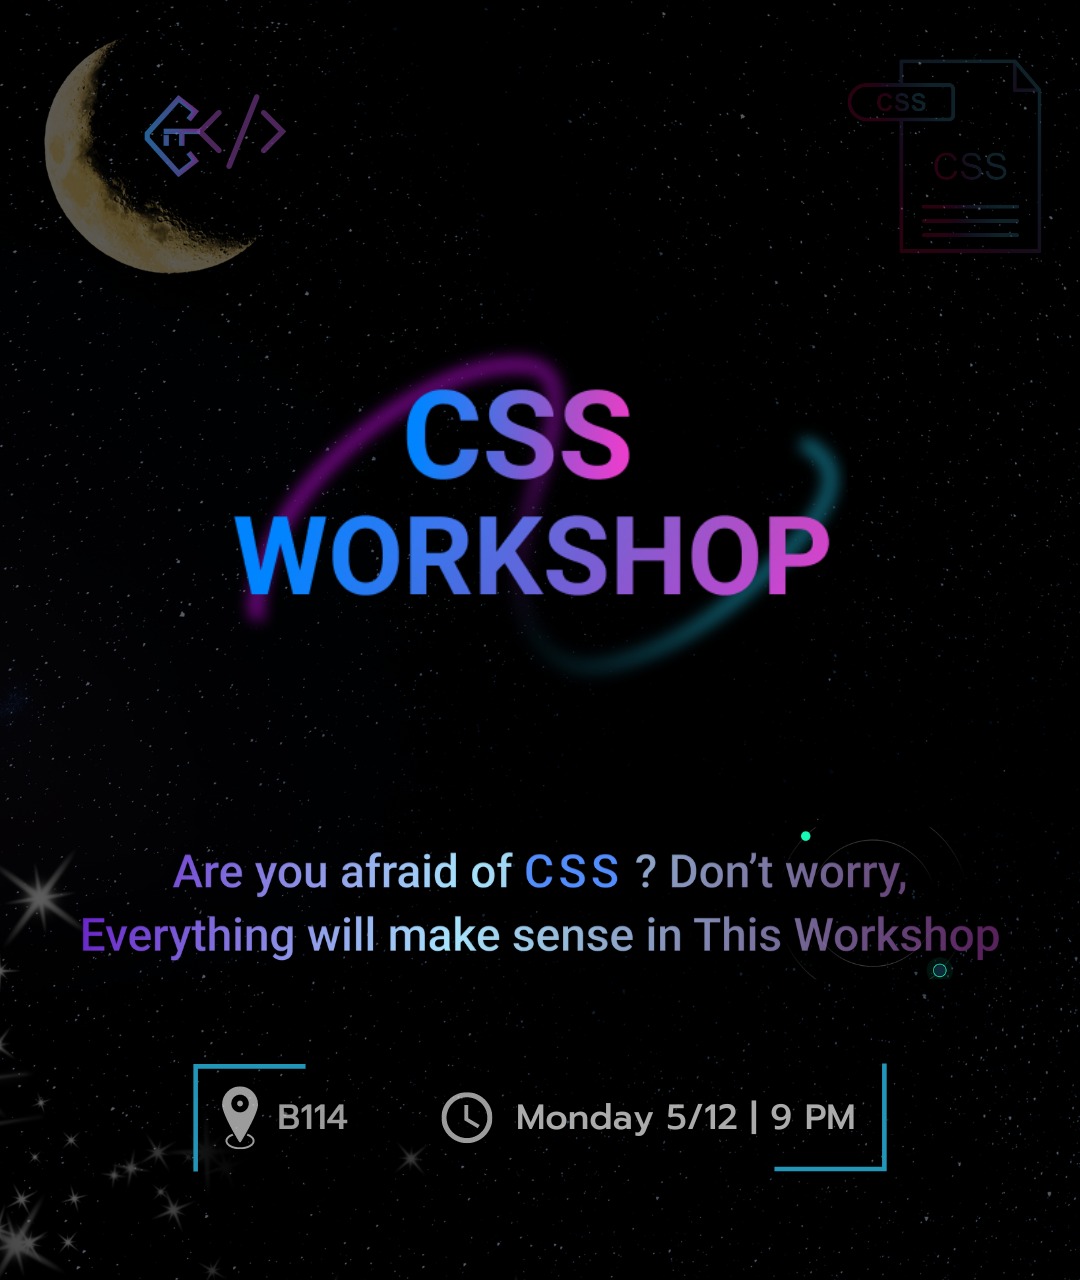 IT
CSS
CSS
CSS
WORKSHOP
Are you afraid of CSS ? Don't worry,
Everything will make sense in This Workshop
B114
Monday 5/12 | 9 PM